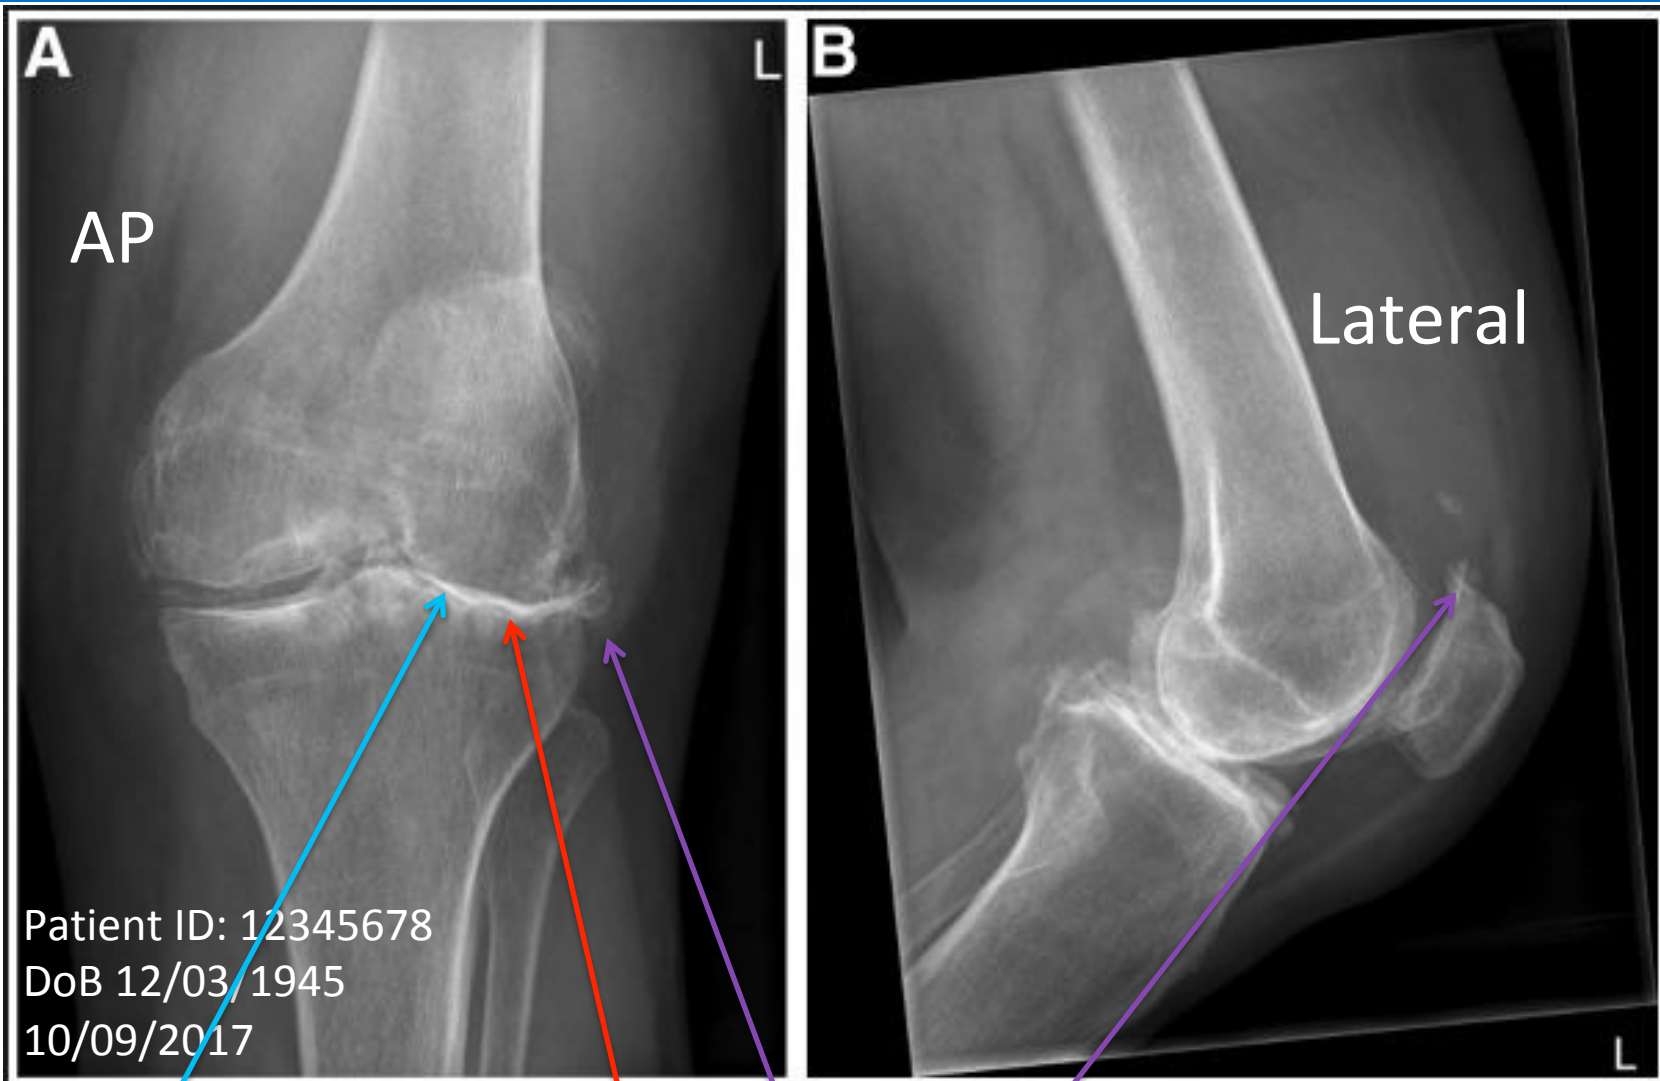 A
L
AP
Patient ID: 12345678
DoB 12/03/1945
10/09/2017
B
Lateral
L